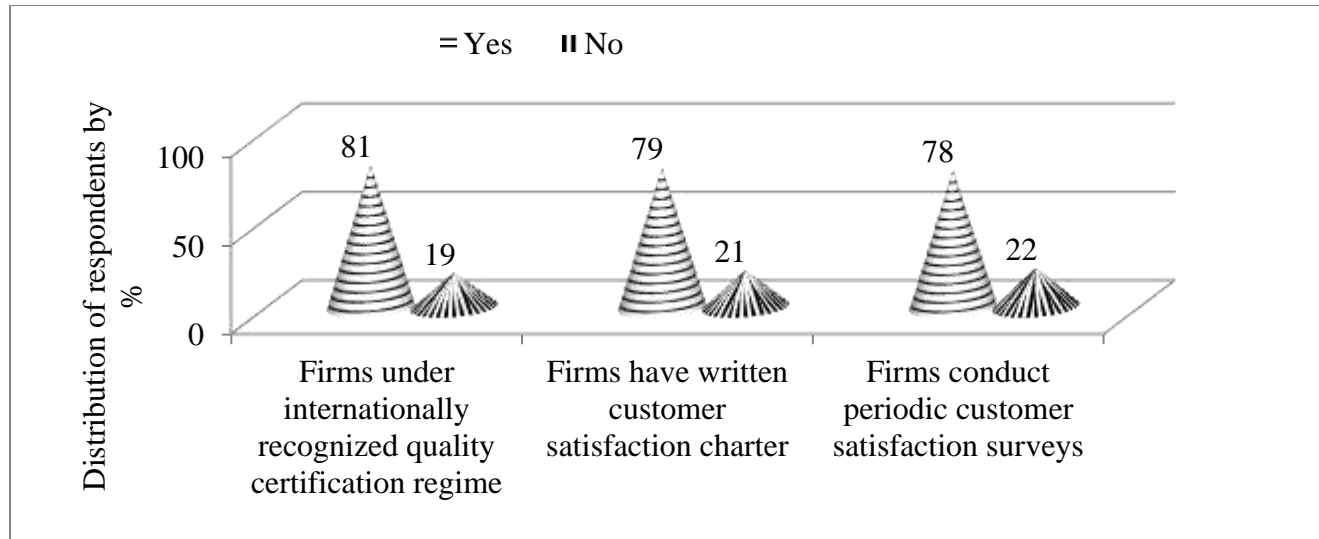 Yes No
Distribution of respondents by
%
100
50
0
81
19
79
21
78
22
Firms under
internationally
recognized quality
certification regime
Firms have written
customer
satisfaction charter
Firms conduct
periodic customer
satisfaction surveys